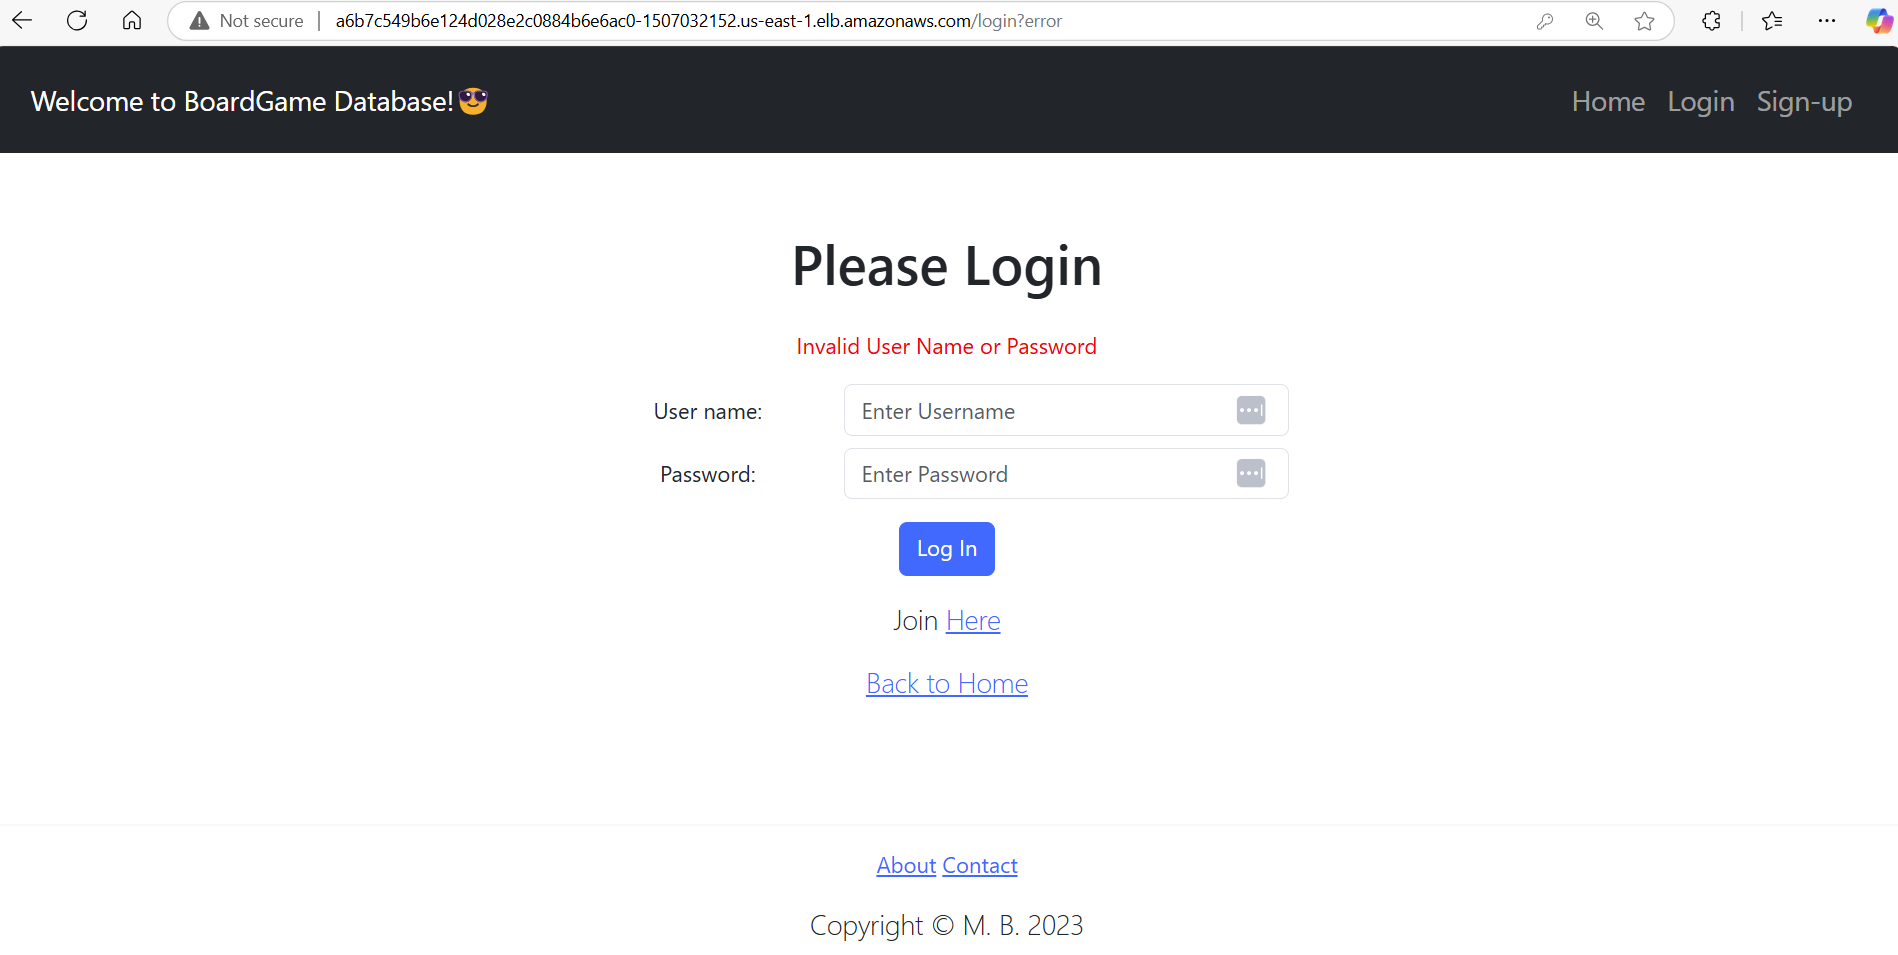 Not secure a6b7c549b6e124d028e2c0884b6e6ac0-1507032152.us-east-1.elb.amazonaws.com/login?error
Welcome to BoardGame Database!😎 Home Login Sign-up
Please Login
Invalid User Name or Password
User name: Enter Username
Password: Enter Password
Log In
Join Here
Back to Home
About Contact
Copyright © M. B. 2023